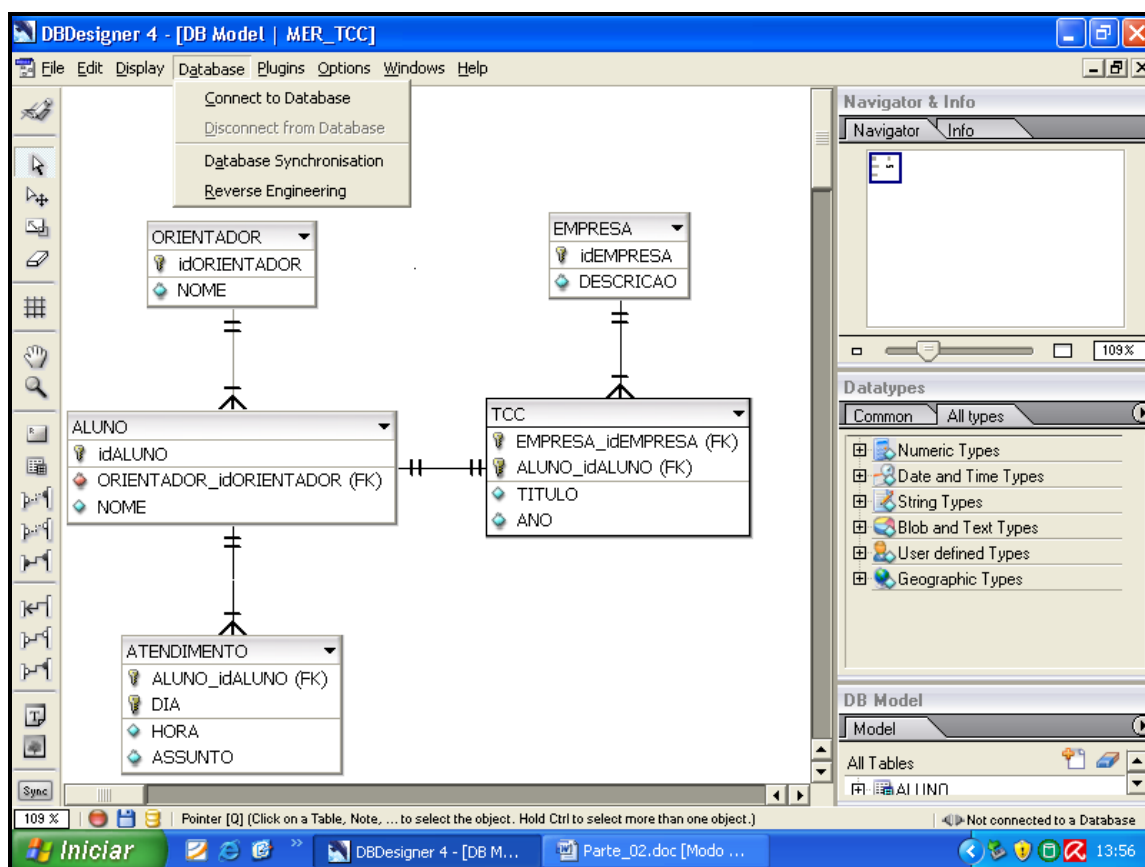 DBDesigner 4 - [DB Model | MER_TCC]
File Edit Display Database Plugins Options Windows Help
Connect to Database
Disconnect from Database
Database Synchronisation
Reverse Engineering
ORIENTADOR
idORIENTADOR
NOME
EMPRESA
idEMPRESA
DESCRICAO
ALUNO
idALUNO
ORIENTADOR_idORIENTADOR (FK)
NOME
TCC
EMPRESA_idEMPRESA (FK)
ALUNO_idALUNO (FK)
TITULO
ANO
ATENDIMENTO
ALUNO_idALUNO (FK)
DIA
HORA
ASSUNTO
Navigator & Info
Navigator Info
109%
Datatypes
Common All types
Numeric Types
Date and Time Types
String Types
Blob and Text Types
User defined Types
Geographic Types
DB Model
Model
All Tables
ALUNO
Sync
109 % Pointer [Q] (Click on a Table, Note, ... to select the object. Hold Ctrl to select more than one object.) Not connected to a Database
Iniciar » DBDesigner 4 - [DB M... Parte_02.doc [Modo ... 13:56